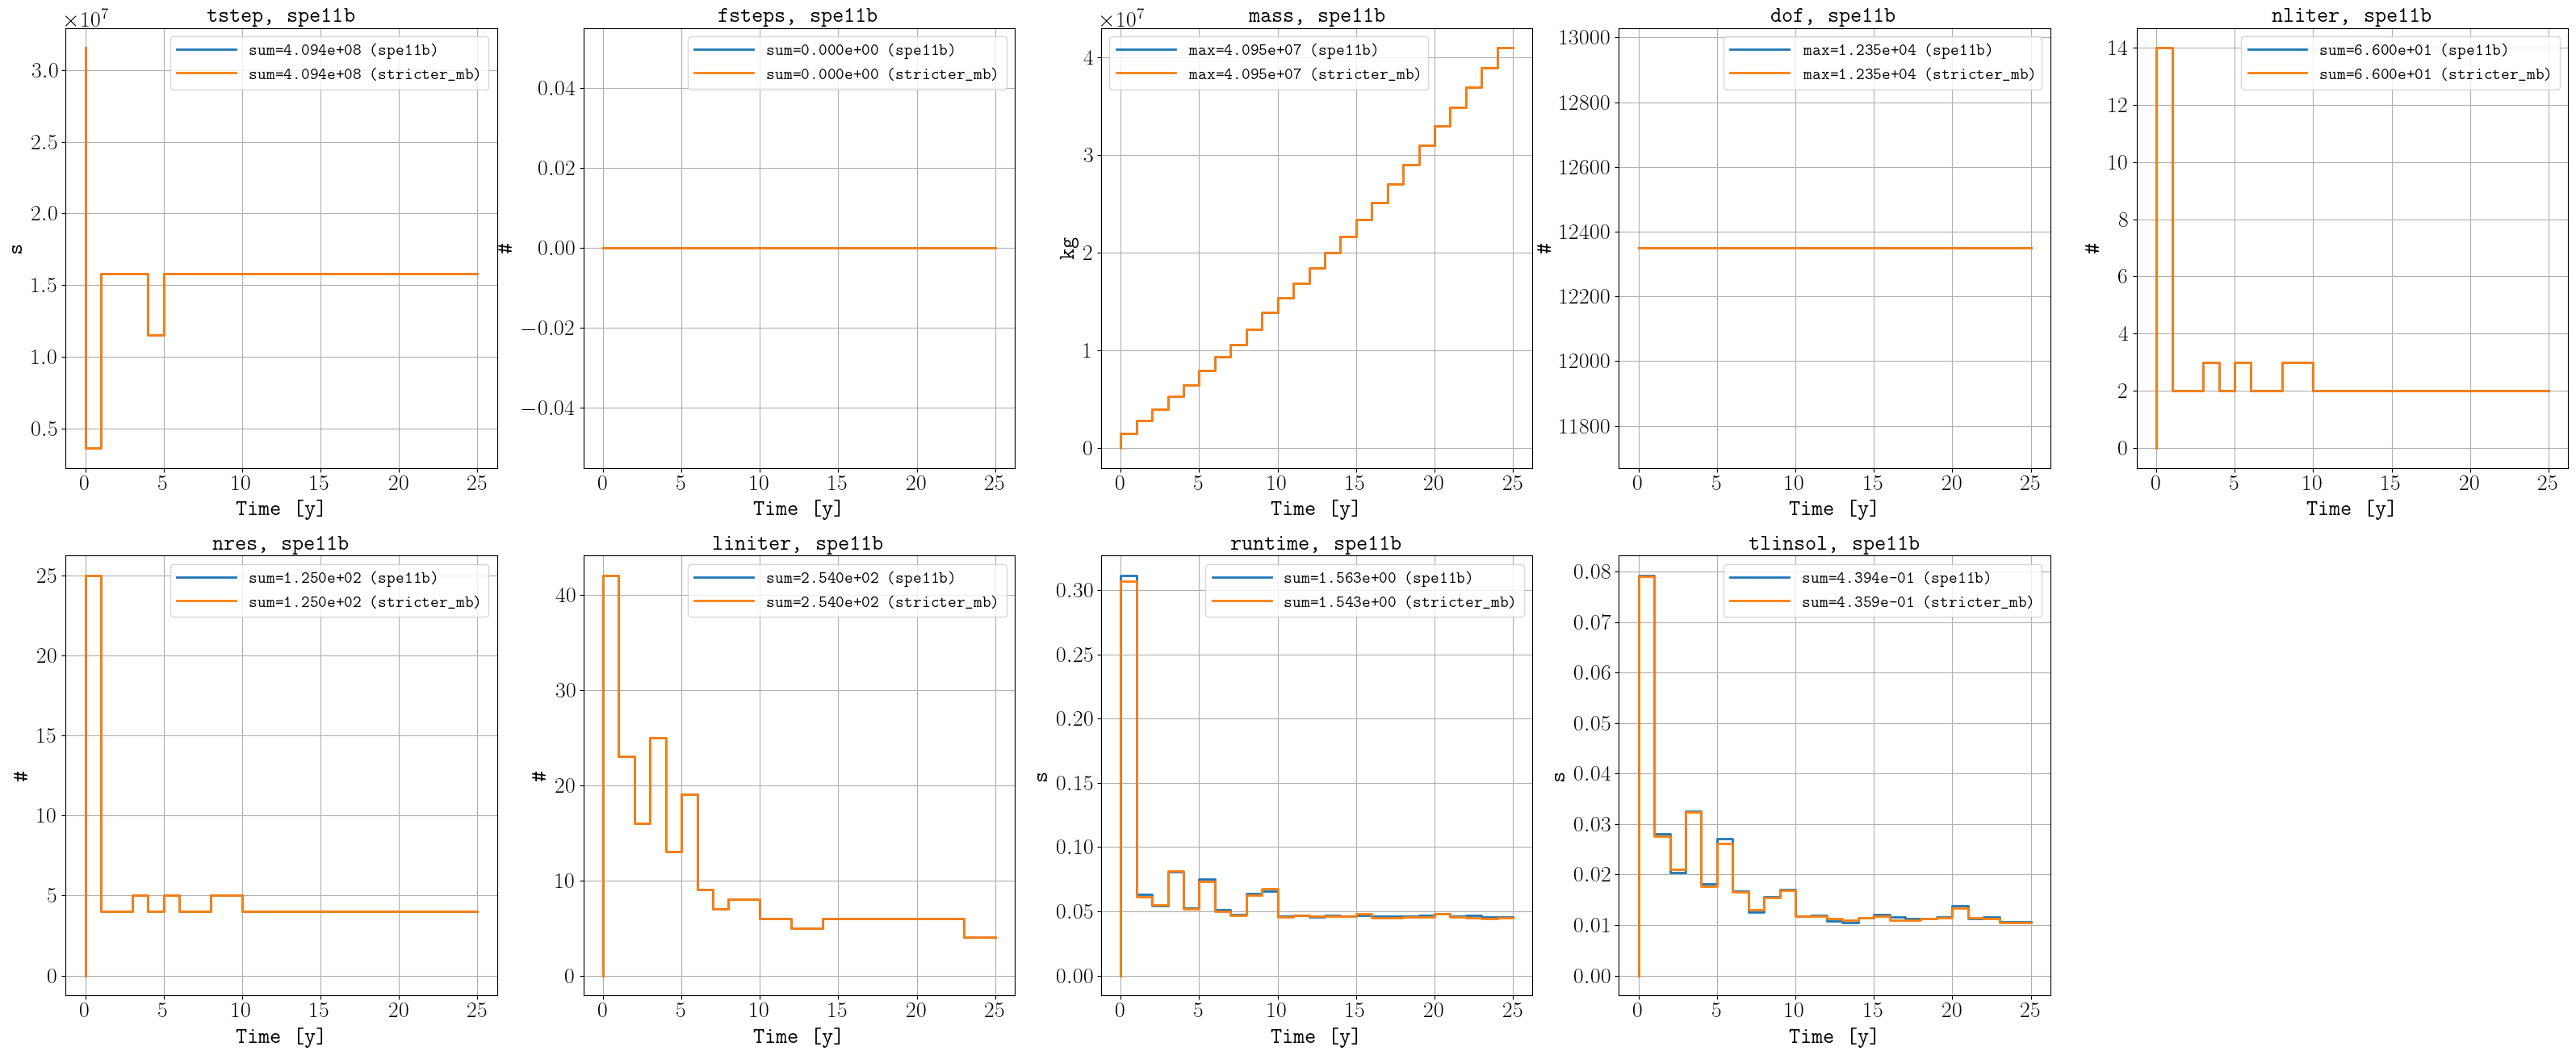 tstep, spe11b
×10⁷
sum=4.094e+08 (spe11b)
sum=4.094e+08 (stricter_mb)
3.0
2.5
2.0
1.5
1.0
0.5
s
0 5 10 15 20 25
Time [y]
fsteps, spe11b
sum=0.000e+00 (spe11b)
sum=0.000e+00 (stricter_mb)
0.04
0.02
0.00
−0.02
−0.04
#
0 5 10 15 20 25
Time [y]
mass, spe11b
×10⁷
max=4.095e+07 (spe11b)
max=4.095e+07 (stricter_mb)
4
3
2
1
0
kg
0 5 10 15 20 25
Time [y]
dof, spe11b
max=1.235e+04 (spe11b)
max=1.235e+04 (stricter_mb)
13000
12800
12600
12400
12200
12000
11800
#
0 5 10 15 20 25
Time [y]
nliter, spe11b
sum=6.600e+01 (spe11b)
sum=6.600e+01 (stricter_mb)
14
12
10
8
6
4
2
0
#
0 5 10 15 20 25
Time [y]
nres, spe11b
sum=1.250e+02 (spe11b)
sum=1.250e+02 (stricter_mb)
25
20
15
10
5
0
#
0 5 10 15 20 25
Time [y]
liniter, spe11b
sum=2.540e+02 (spe11b)
sum=2.540e+02 (stricter_mb)
40
30
20
10
0
#
0 5 10 15 20 25
Time [y]
runtime, spe11b
sum=1.563e+00 (spe11b)
sum=1.543e+00 (stricter_mb)
0.30
0.25
0.20
0.15
0.10
0.05
0.00
s
0 5 10 15 20 25
Time [y]
tlinsol, spe11b
sum=4.394e-01 (spe11b)
sum=4.359e-01 (stricter_mb)
0.08
0.07
0.06
0.05
0.04
0.03
0.02
0.01
0.00
s
0 5 10 15 20 25
Time [y]